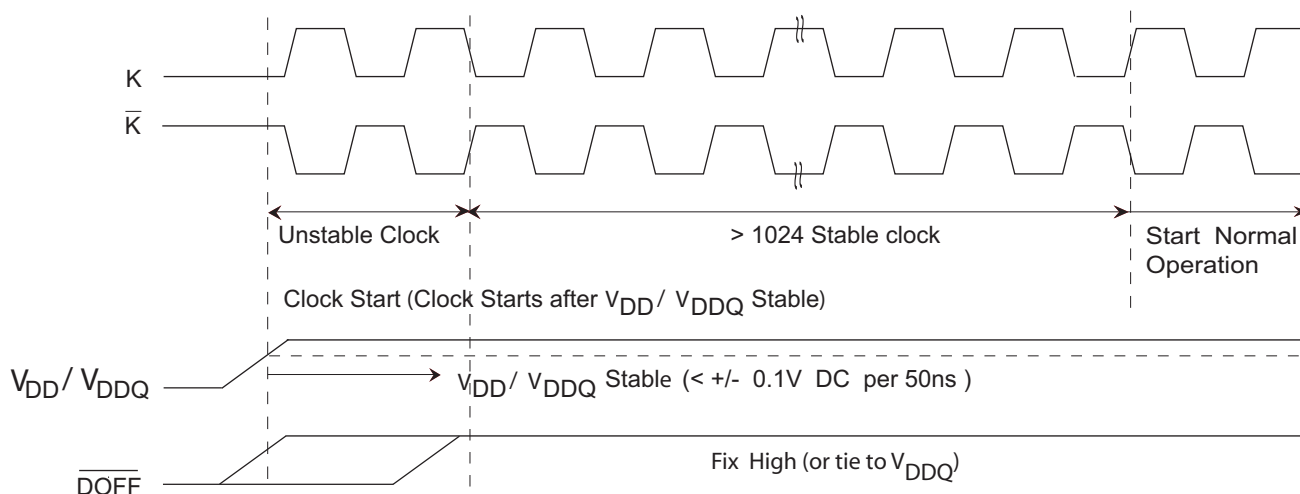 K
K̅
Unstable Clock
> 1024 Stable clock
Start Normal
Operation
Clock Start (Clock Starts after VDD / VDDQ Stable)
VDD / VDDQ
VDD / VDDQ Stable (< +/- 0.1V DC per 50ns )
Fix High (or tie to VDDQ)
D̅O̅F̅F̅